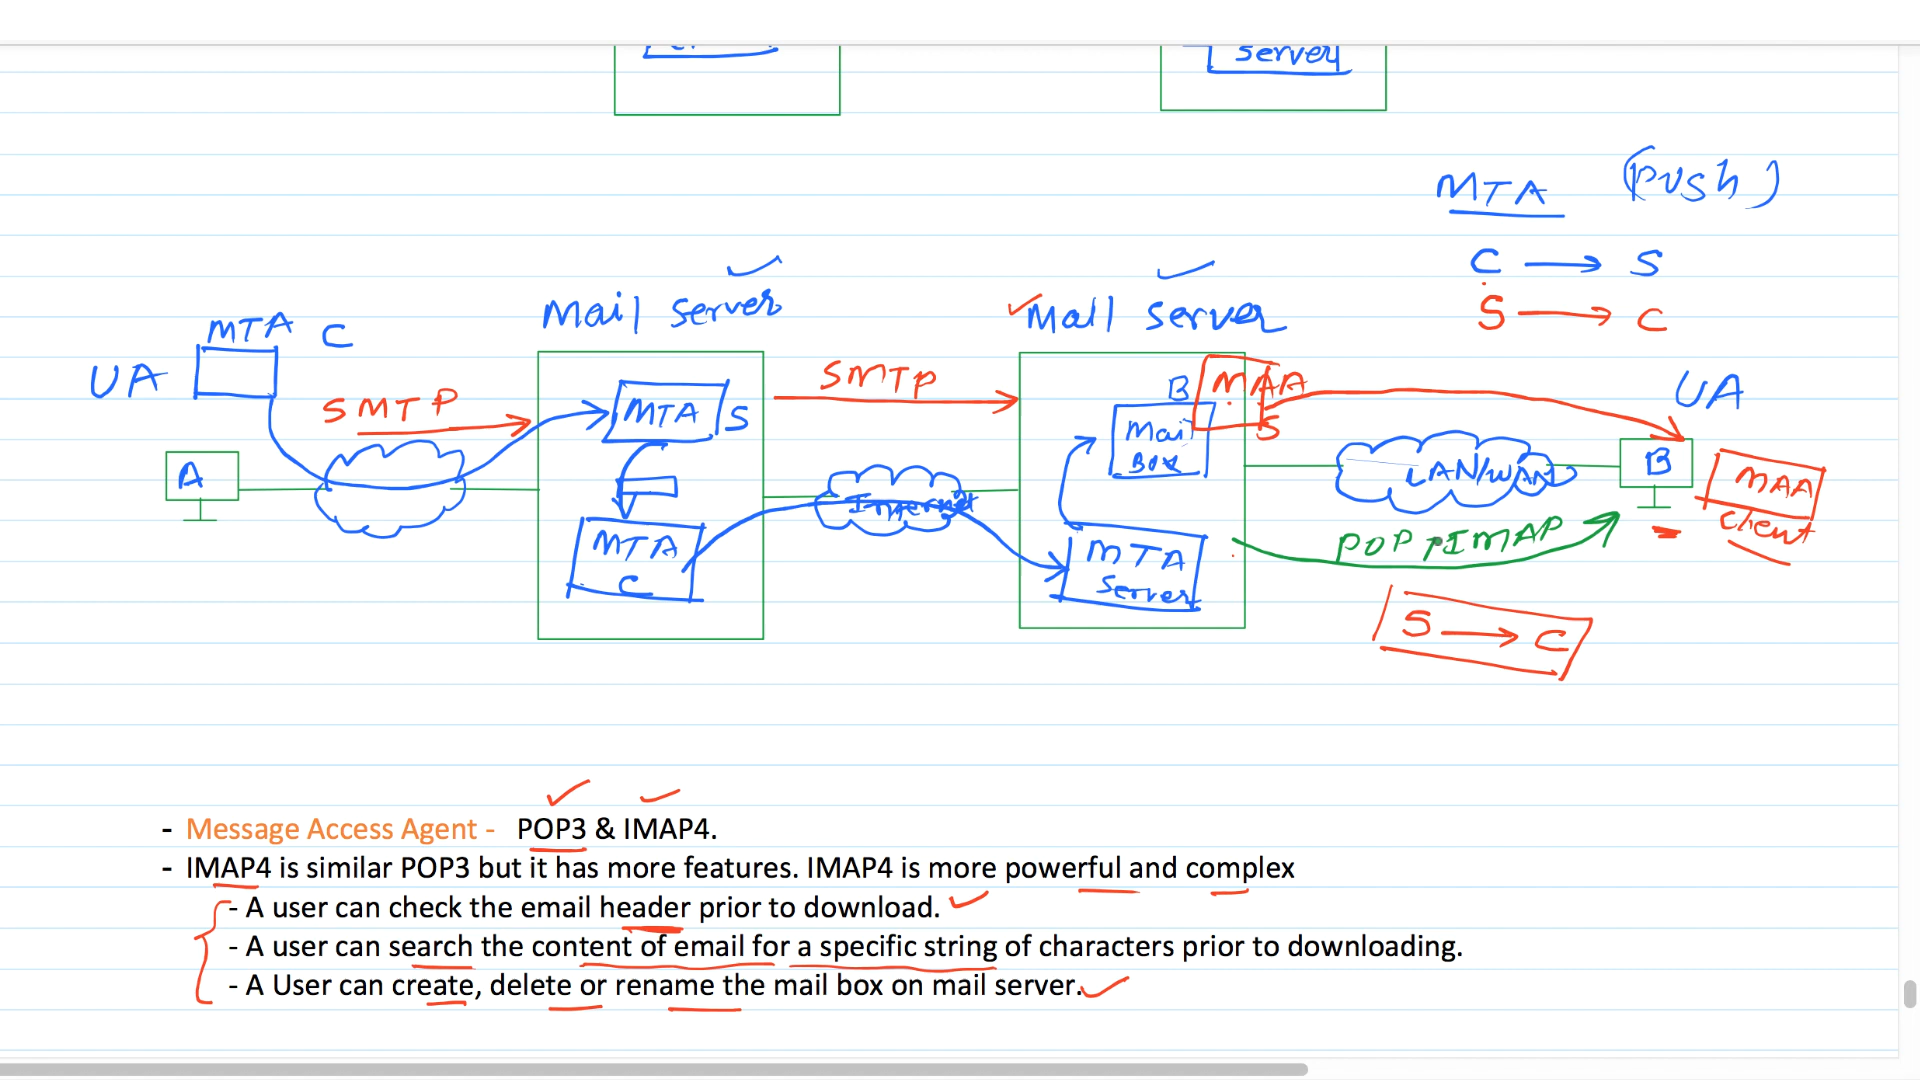 Server
MTA (Push)
C → S
S → C
Mail Server
Mail Server
MTA C
UA
SMTP
SMTP
B
MAA
S
UA
MTA S
Mail
Box
A
Internet
LAN/WAN
B
MAA
Client
MTA
C
MTA
Server
POP IMAP
S → C
- Message Access Agent - POP3 & IMAP4.
- IMAP4 is similar POP3 but it has more features. IMAP4 is more powerful and complex
- A user can check the email header prior to download.
- A user can search the content of email for a specific string of characters prior to downloading.
- A User can create, delete or rename the mail box on mail server.